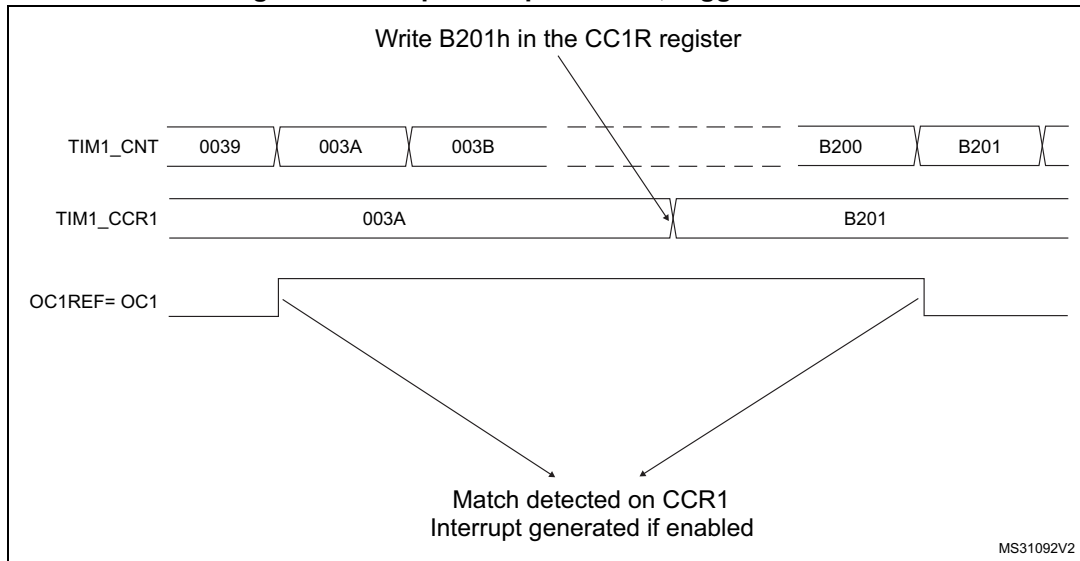 Write B201h in the CC1R register
TIM1_CNT 0039 003A 003B B200 B201
TIM1_CCR1 003A B201
OC1REF= OC1
Match detected on CCR1
Interrupt generated if enabled
MS31092V2